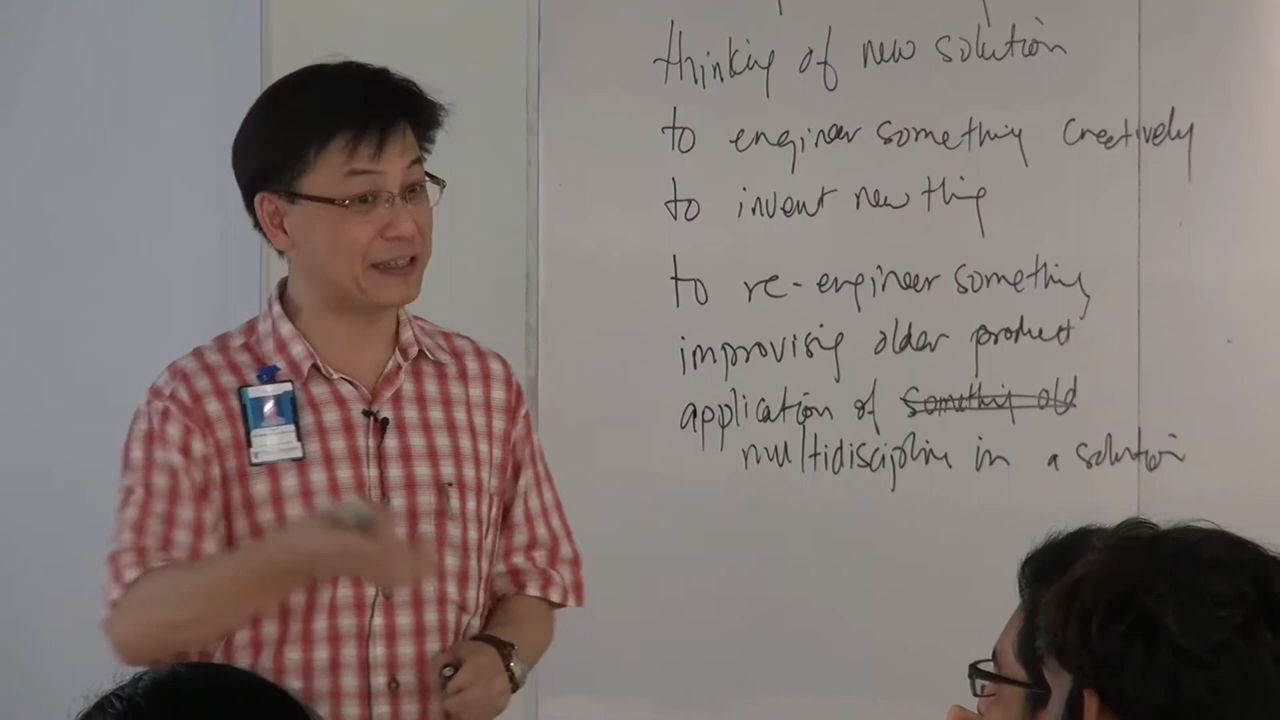 thinking of new solution
to engineer something creatively
to invent new thing
to re-engineer something
improvising older product
application of something old
multidiscipline in a solution